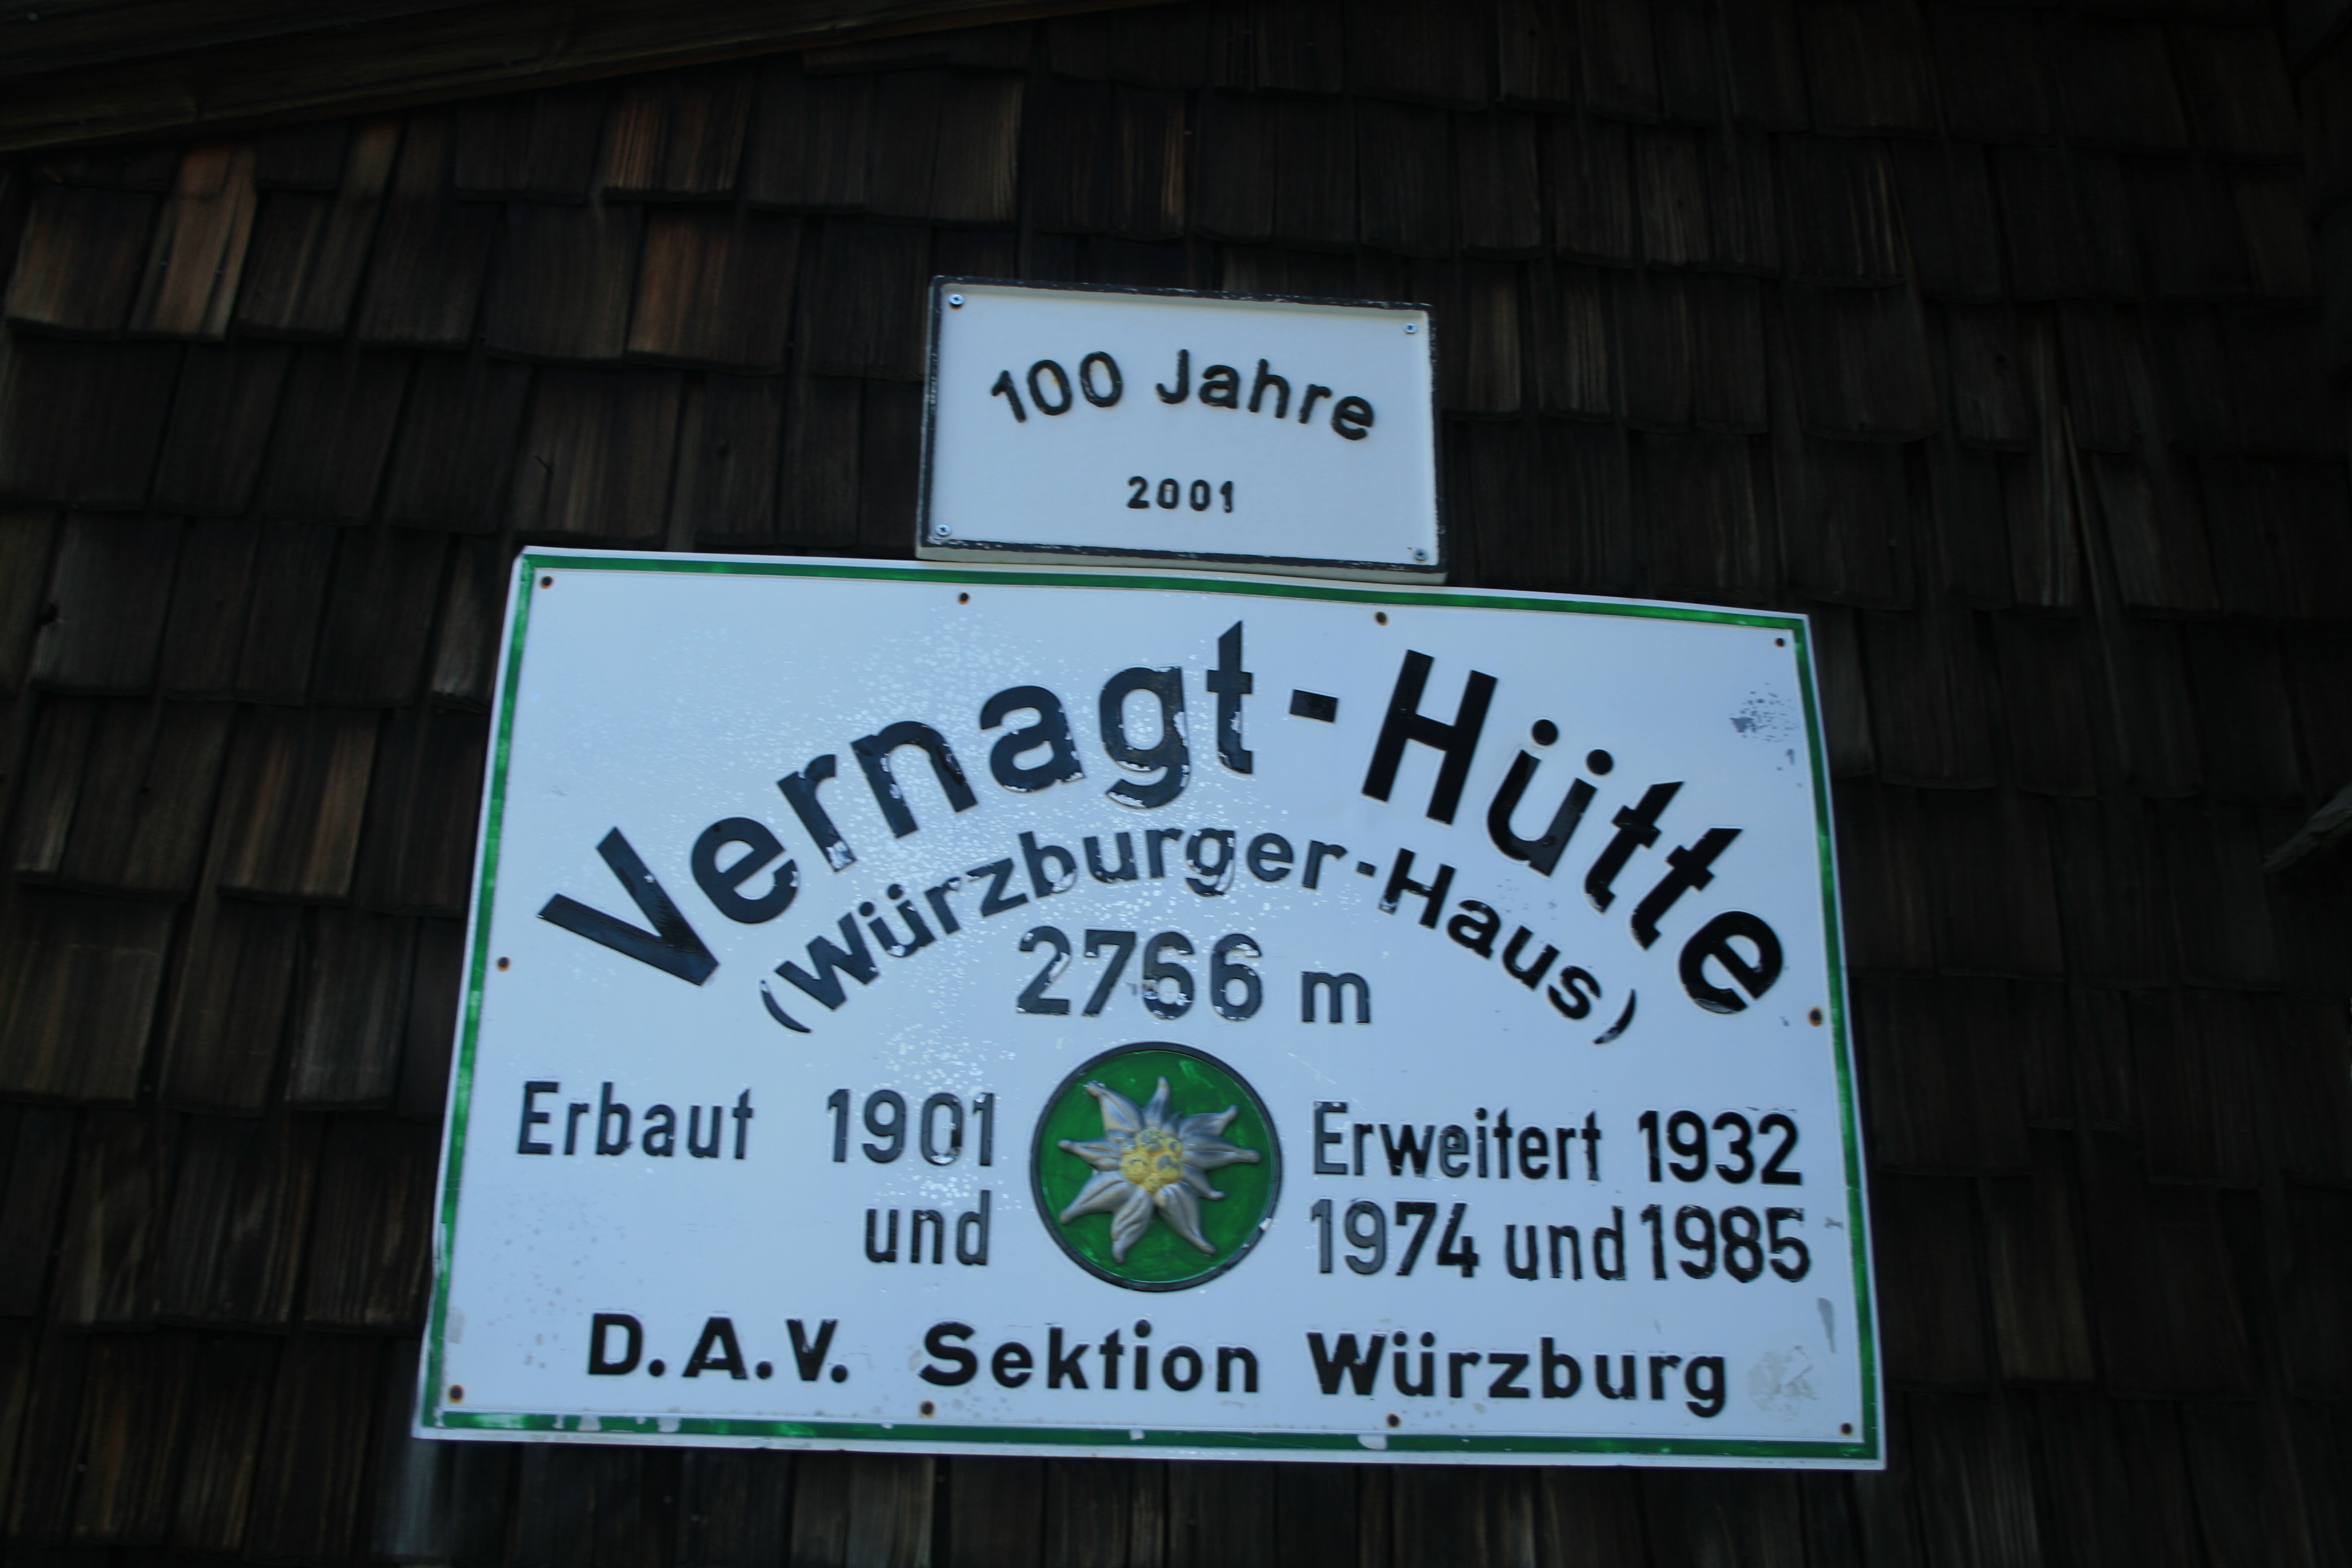 100 Jahre
2001
Vernagt-Hütte
(Würzburger-Haus)
2766 m
Erbaut 1901 Erweitert 1932
und 1974 und 1985
D.A.V. Sektion Würzburg